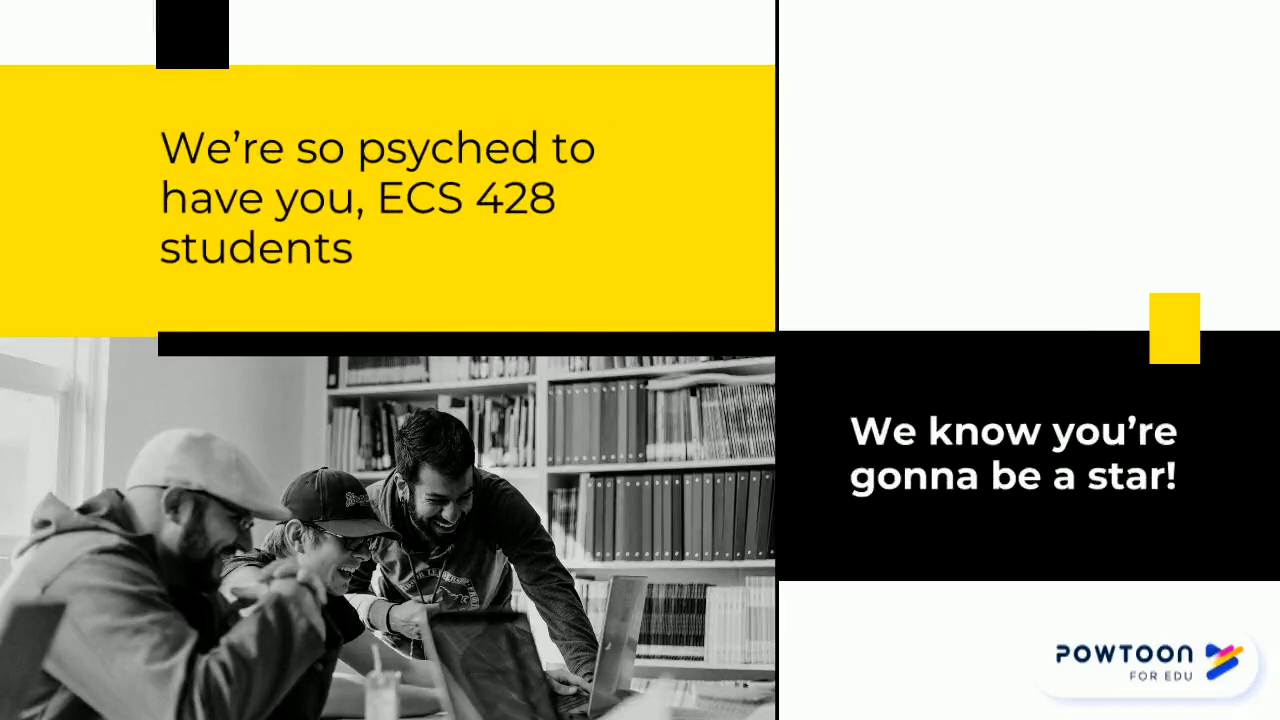 We're so psyched to
have you, ECS 428
students
We know you're
gonna be a star!
POWTOON
FOR EDU